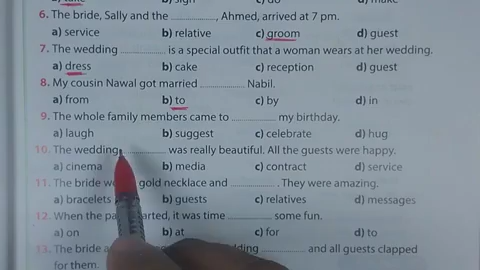 b) sign
d) make
6. The bride, Sally and the .............., Ahmed, arrived at 7 pm.
a) service b) relative c) groom d) guest
7. The wedding .............. is a special outfit that a woman wears at her wedding.
a) dress b) cake c) reception d) guest
8. My cousin Nawal got married .............. Nabil.
a) from b) to c) by d) in
9. The whole family members came to .............. my birthday.
a) laugh b) suggest c) celebrate d) hug
10. The wedding .............. was really beautiful. All the guests were happy.
a) cinema b) media c) contract d) service
11. The bride gold necklace and .............. . They were amazing.
a) bracelets b) guests c) relatives d) messages
12. When the it was time .............. some fun.
a) on b) at c) for d) to
13. The bride .............. and all guests clapped
for them.